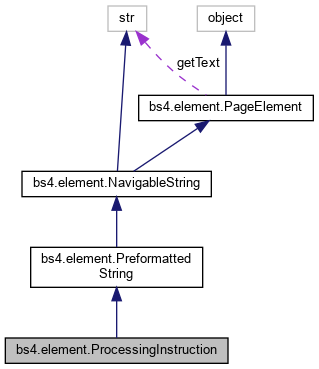 str
object
getText
bs4.element.PageElement
bs4.element.NavigableString
bs4.element.Preformatted
String
bs4.element.ProcessingInstruction